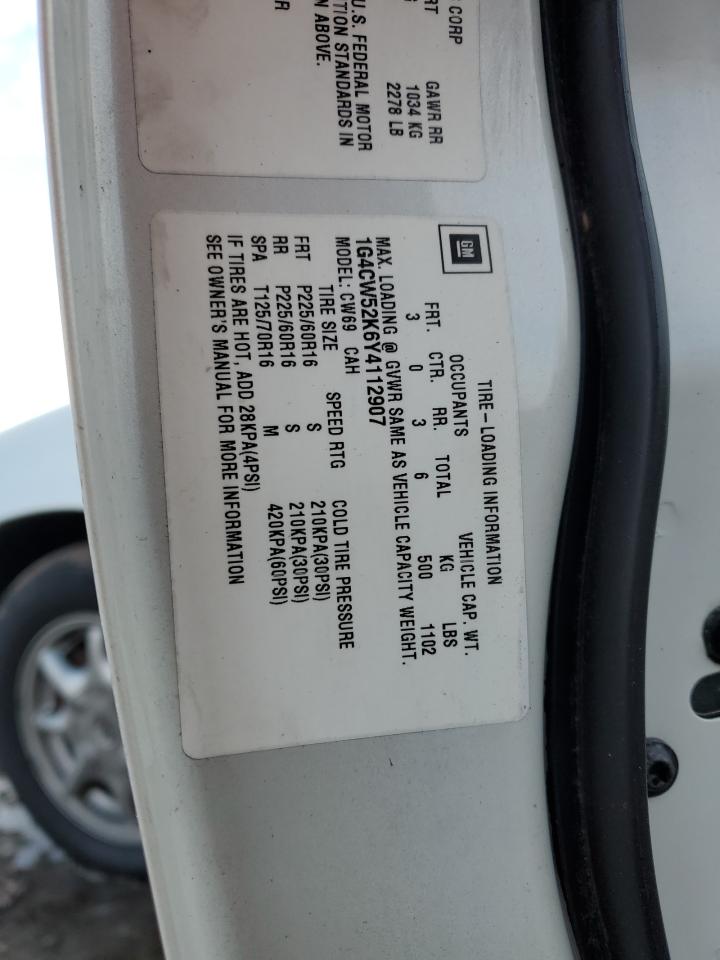 CORP
RT
GAWR RR
1034 KG
2278 LB
U.S. FEDERAL MOTOR
STANDARDS IN
ABOVE.
R
GM
TIRE-LOADING INFORMATION
OCCUPANTS VEHICLE CAP. WT.
FRT. CTR. RR. TOTAL KG LBS
3 0 3 6 500 1102
MAX. LOADING @ GVWR SAME AS VEHICLE CAPACITY WEIGHT.
1G4CW52K6Y4112907
MODEL: CW69 CAH
TIRE SIZE SPEED RTG COLD TIRE PRESSURE
FRT P225/60R16 S 210KPA(30PSI)
RR P225/60R16 S 210KPA(30PSI)
SPA T125/70R16 M 420KPA(60PSI)
IF TIRES ARE HOT, ADD 28KPA(4PSI)
SEE OWNER'S MANUAL FOR MORE INFORMATION